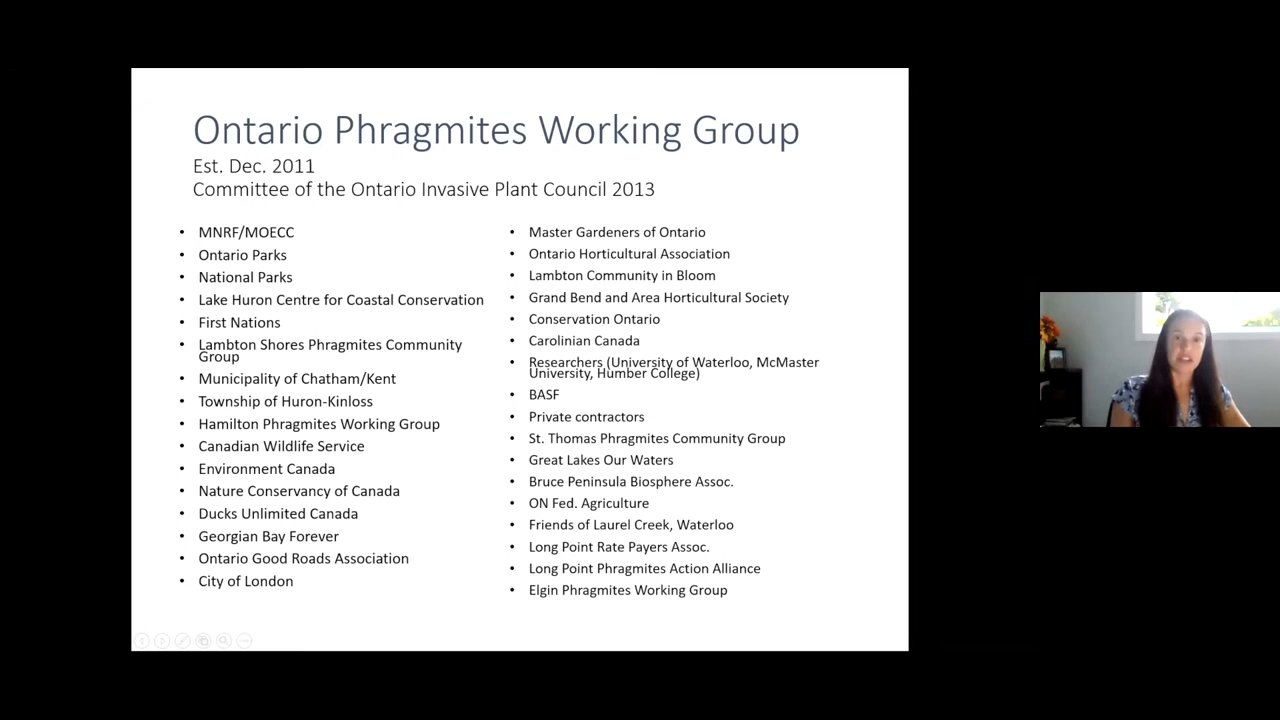 Ontario Phragmites Working Group
Est. Dec. 2011
Committee of the Ontario Invasive Plant Council 2013
• MNRF/MOECC
• Ontario Parks
• National Parks
• Lake Huron Centre for Coastal Conservation
• First Nations
• Lambton Shores Phragmites Community
Group
• Municipality of Chatham/Kent
• Township of Huron-Kinloss
• Hamilton Phragmites Working Group
• Canadian Wildlife Service
• Environment Canada
• Nature Conservancy of Canada
• Ducks Unlimited Canada
• Georgian Bay Forever
• Ontario Good Roads Association
• City of London
• Master Gardeners of Ontario
• Ontario Horticultural Association
• Lambton Community in Bloom
• Grand Bend and Area Horticultural Society
• Conservation Ontario
• Carolinian Canada
• Researchers (University of Waterloo, McMaster
University, Humber College)
• BASF
• Private contractors
• St. Thomas Phragmites Community Group
• Great Lakes Our Waters
• Bruce Peninsula Biosphere Assoc.
• ON Fed. Agriculture
• Friends of Laurel Creek, Waterloo
• Long Point Rate Payers Assoc.
• Long Point Phragmites Action Alliance
• Elgin Phragmites Working Group